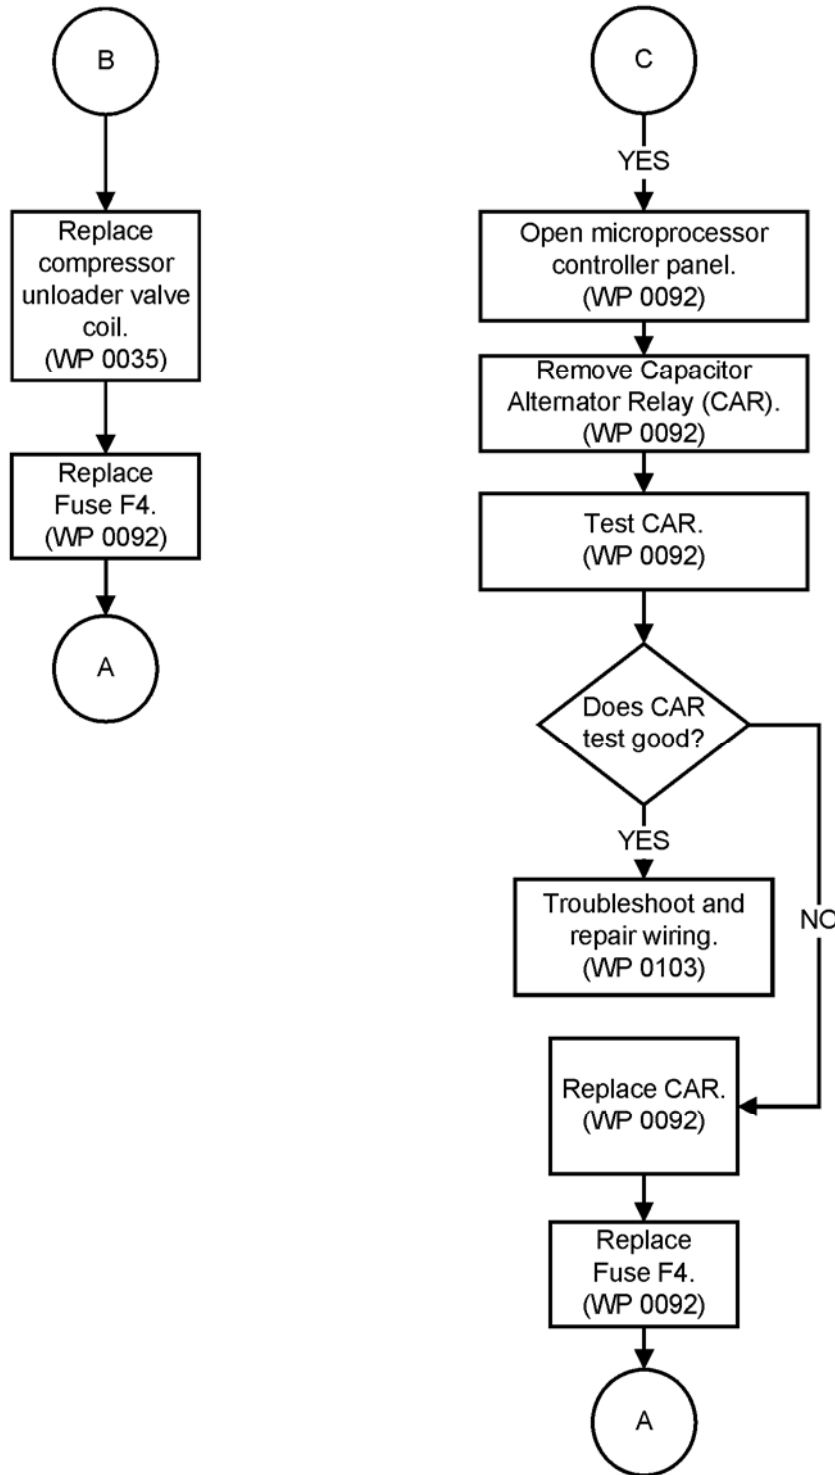 B
Replace
compressor
unloader valve
coil.
(WP 0035)
Replace
Fuse F4.
(WP 0092)
A
C
YES
Open microprocessor
controller panel.
(WP 0092)
Remove Capacitor
Alternator Relay (CAR).
(WP 0092)
Test CAR.
(WP 0092)
Does CAR
test good?
YES
Troubleshoot and
repair wiring.
(WP 0103)
NO
Replace CAR.
(WP 0092)
Replace
Fuse F4.
(WP 0092)
A